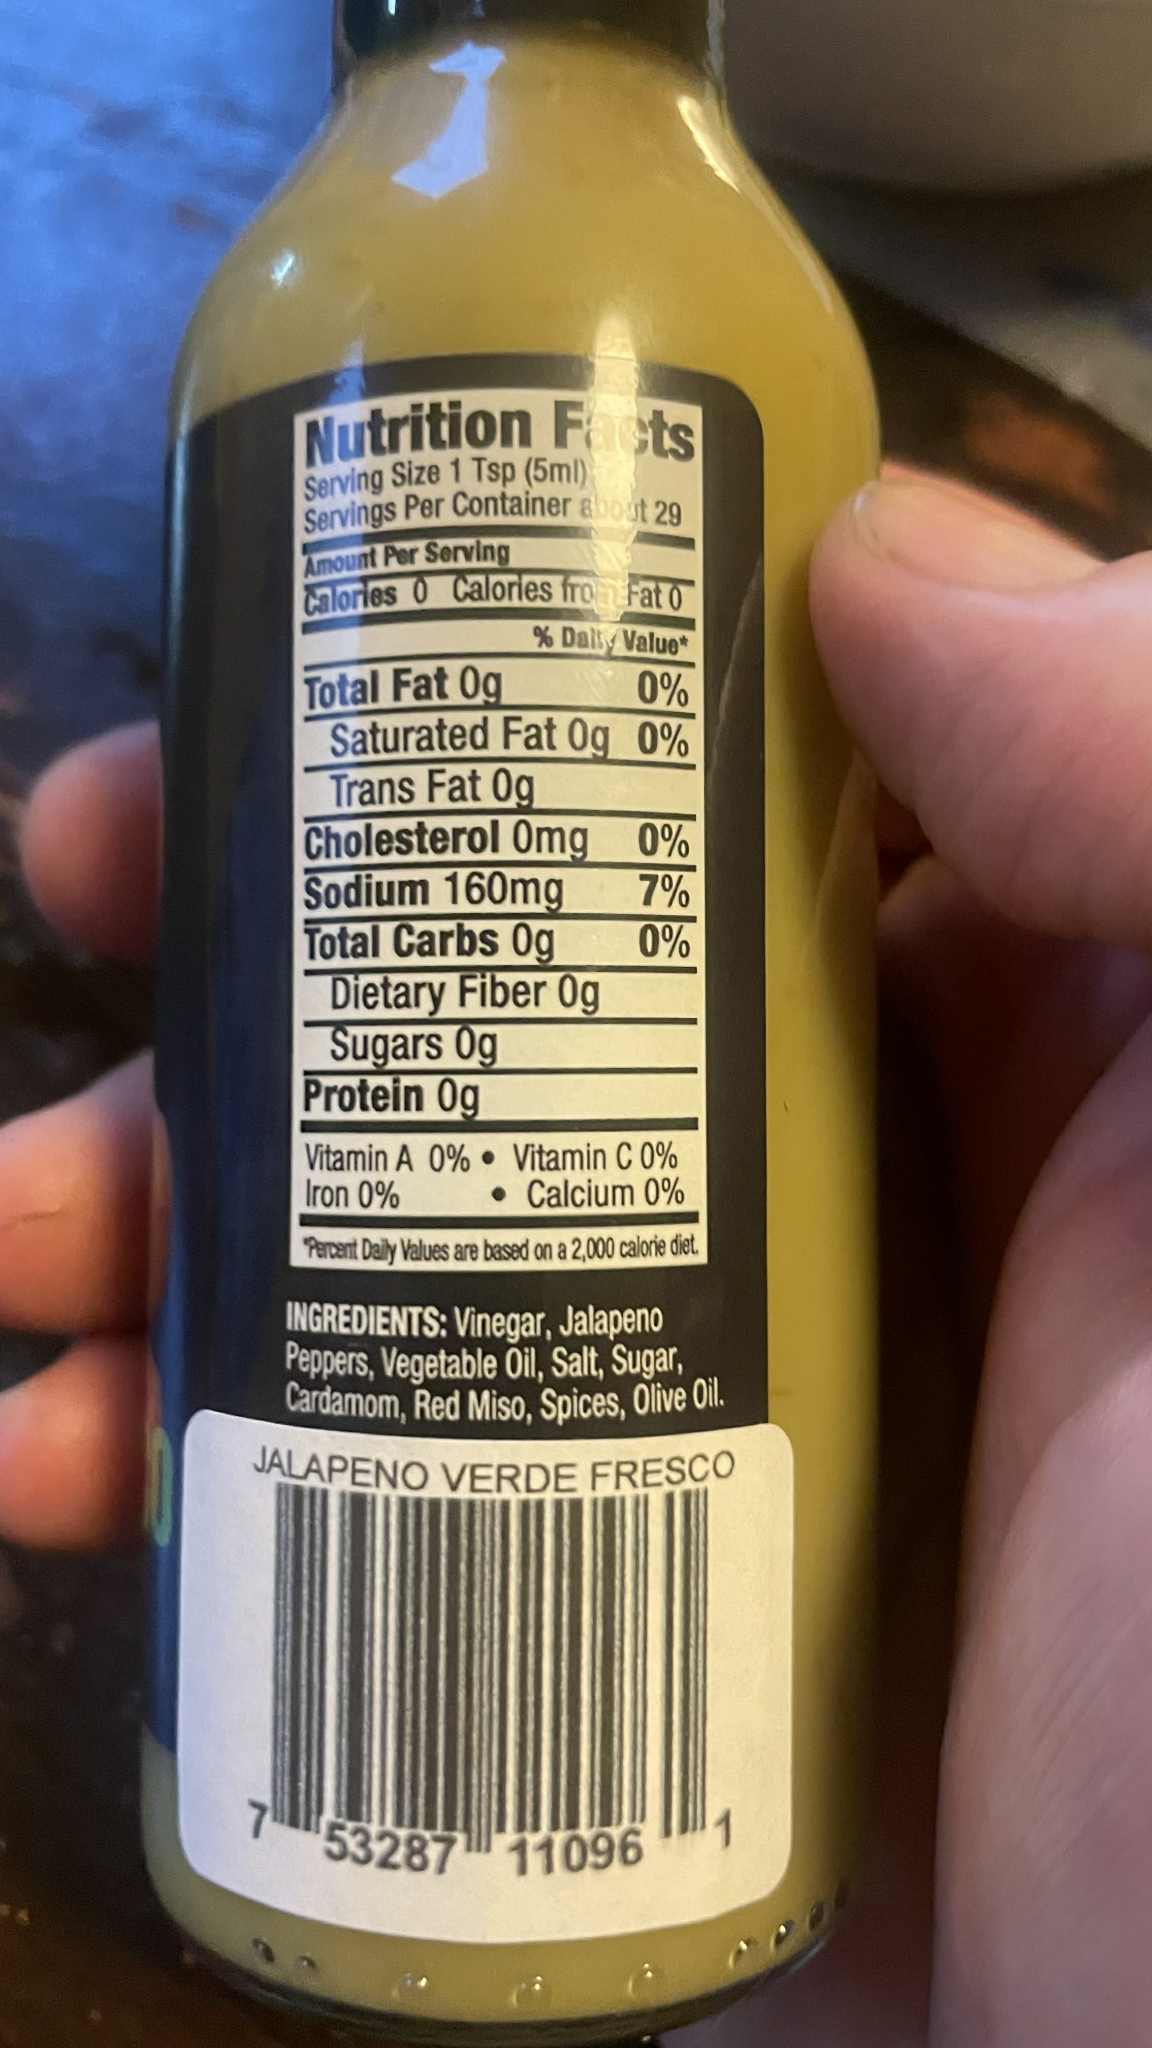 Nutrition Facts
Serving Size 1 Tsp (5ml)
Servings Per Container about 29
Amount Per Serving
Calories 0 Calories from Fat 0
% Daily Value*
Total Fat 0g 0%
Saturated Fat 0g 0%
Trans Fat 0g
Cholesterol 0mg 0%
Sodium 160mg 7%
Total Carbs 0g 0%
Dietary Fiber 0g
Sugars 0g
Protein 0g
Vitamin A 0% • Vitamin C 0%
Iron 0% • Calcium 0%
*Percent Daily Values are based on a 2,000 calorie diet.
INGREDIENTS: Vinegar, Jalapeno
Peppers, Vegetable Oil, Salt, Sugar,
Cardamom, Red Miso, Spices, Olive Oil.
JALAPENO VERDE FRESCO
7 53287 11096 1